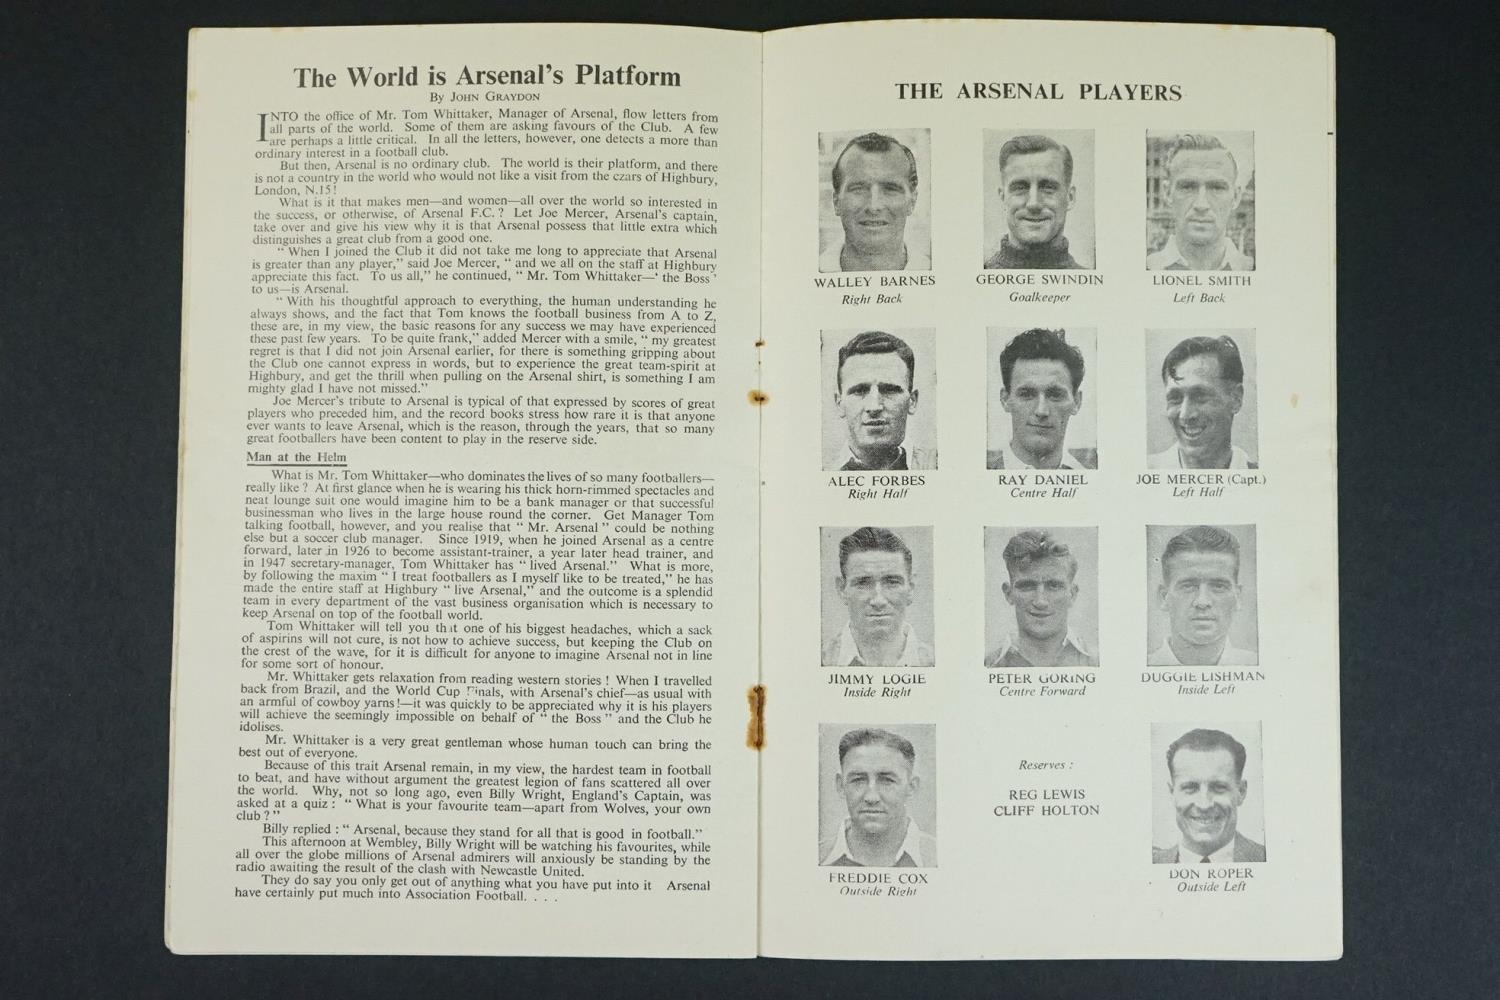 The World is Arsenal's Platform
By JOHN GRAYDON
INTO the office of Mr. Tom Whittaker, Manager of Arsenal, flow letters from
all parts of the world. Some of them are asking favours of the Club. A few
are perhaps a little critical. In all the letters, however, one detects a more than
ordinary interest in a football club.
But then, Arsenal is no ordinary club. The world is their platform, and there
is not a country in the world who would not like a visit from the czars of Highbury,
London, N.15!
What is it that makes men—and women—all over the world so interested in
the success, or otherwise, of Arsenal F.C.? Let Joe Mercer, Arsenal's captain,
take over and give his view why it is that Arsenal possess that little extra which
distinguishes a great club from a good one.
" When I joined the Club it did not take me long to appreciate that Arsenal
is greater than any player," said Joe Mercer, " and we all on the staff at Highbury
appreciate this fact. To us all," he continued, " Mr. Tom Whittaker—' the Boss '
to us—is Arsenal.
" With his thoughtful approach to everything, the human understanding he
always shows, and the fact that Tom knows the football business from A to Z,
these are, in my view, the basic reasons for any success we may have experienced
these past few years. To be quite frank," added Mercer with a smile, " my greatest
regret is that I did not join Arsenal earlier, for there is something gripping about
the Club one cannot express in words, but to experience the great team-spirit at
Highbury, and get the thrill when pulling on the Arsenal shirt, is something I am
mighty glad I have not missed."
Joe Mercer's tribute to Arsenal is typical of that expressed by scores of great
players who preceded him, and the record books stress how rare it is that anyone
ever wants to leave Arsenal, which is the reason, through the years, that so many
great footballers have been content to play in the reserve side.
Man at the Helm
What is Mr. Tom Whittaker—who dominates the lives of so many footballers—
really like? At first glance when he is wearing his thick horn-rimmed spectacles and
neat lounge suit one would imagine him to be a bank manager or that successful
businessman who lives in the large house round the corner. Get Manager Tom
talking football, however, and you realise that " Mr. Arsenal " could be nothing
else but a soccer club manager. Since 1919, when he joined Arsenal as a centre
forward, later in 1926 to become assistant-trainer, a year later head trainer, and
in 1947 secretary-manager, Tom Whittaker has " lived Arsenal." What is more,
by following the maxim " I treat footballers as I myself like to be treated," he has
made the entire staff at Highbury " live Arsenal," and the outcome is a splendid
team in every department of the vast business organisation which is necessary to
keep Arsenal on top of the football world.
Tom Whittaker will tell you that one of his biggest headaches, which a sack
of aspirins will not cure, is not how to achieve success, but keeping the Club on
the crest of the wave, for it is difficult for anyone to imagine Arsenal not in line
for some sort of honour.
Mr. Whittaker gets relaxation from reading western stories! When I travelled
back from Brazil, and the World Cup Finals, with Arsenal's chief—as usual with
an armful of cowboy yarns!—it was quickly to be appreciated why it is his players
will achieve the seemingly impossible on behalf of " the Boss " and the Club he
idolises.
Mr. Whittaker is a very great gentleman whose human touch can bring the
best out of everyone.
Because of this trait Arsenal remain, in my view, the hardest team in football
to beat, and have without argument the greatest legion of fans scattered all over
the world. Why, not so long ago, even Billy Wright, England's Captain, was
asked at a quiz: " What is your favourite team—apart from Wolves, your own
club? "
Billy replied: " Arsenal, because they stand for all that is good in football."
This afternoon at Wembley, Billy Wright will be watching his favourites, while
all over the globe millions of Arsenal admirers will anxiously be standing by the
radio awaiting the result of the clash with Newcastle United.
They do say you only get out of anything what you have put into it Arsenal
have certainly put much into Association Football. . . .
THE ARSENAL PLAYERS
WALLEY BARNES
Right Back
GEORGE SWINDIN
Goalkeeper
LIONEL SMITH
Left Back
ALEC FORBES
Right Half
RAY DANIEL
Centre Half
JOE MERCER (Capt.)
Left Half
JIMMY LOGIE
Inside Right
PETER GORING
Centre Forward
DUGGIE LISHMAN
Inside Left
FREDDIE COX
Outside Right
Reserves :
REG LEWIS
CLIFF HOLTON
DON ROPER
Outside Left